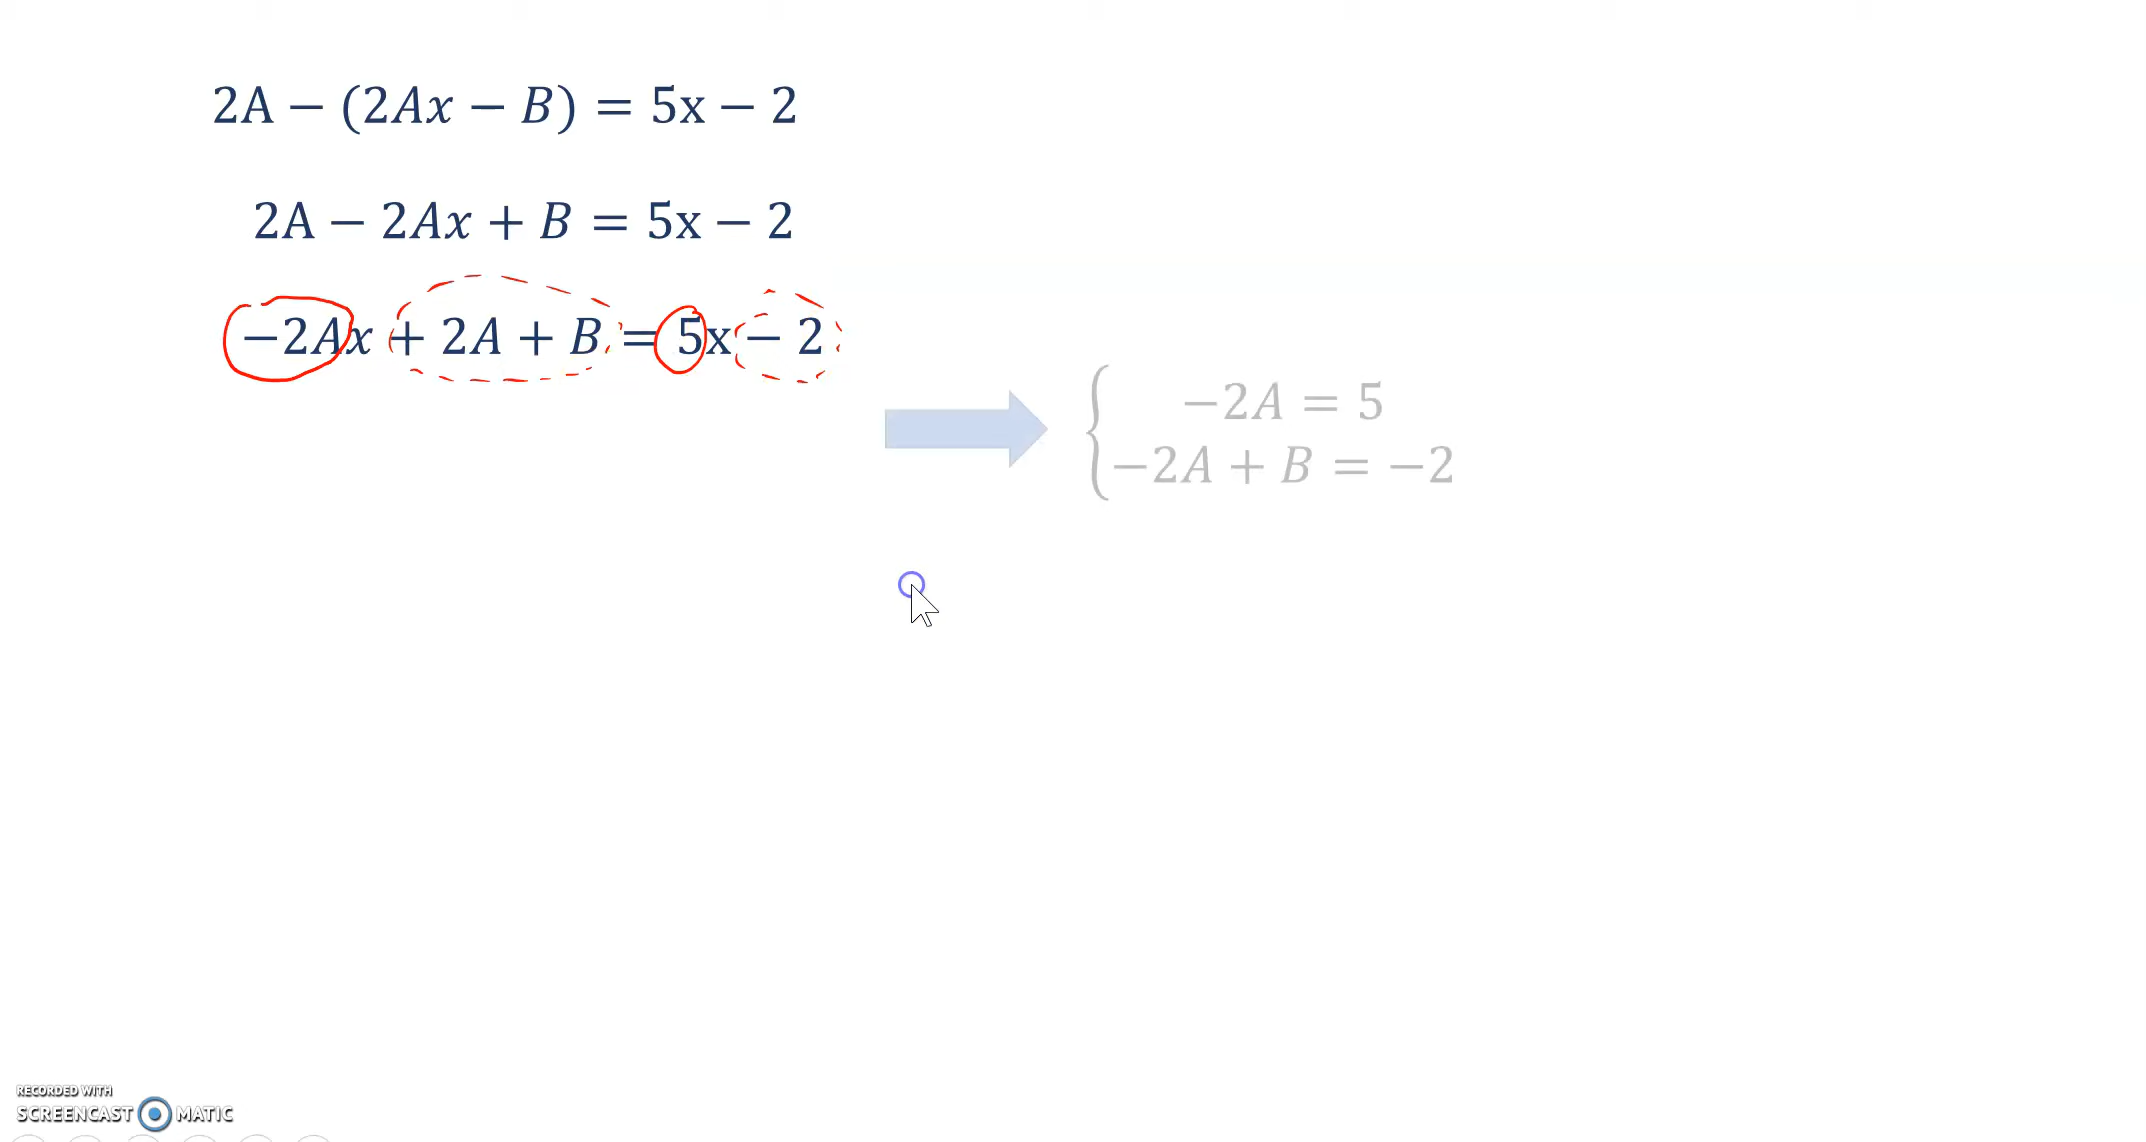 2A − (2Ax − B) = 5x − 2
2A − 2Ax + B = 5x − 2
−2Ax + 2A + B = 5x − 2
{ −2A = 5
−2A + B = −2
RECORDED WITH
SCREENCAST MATIC